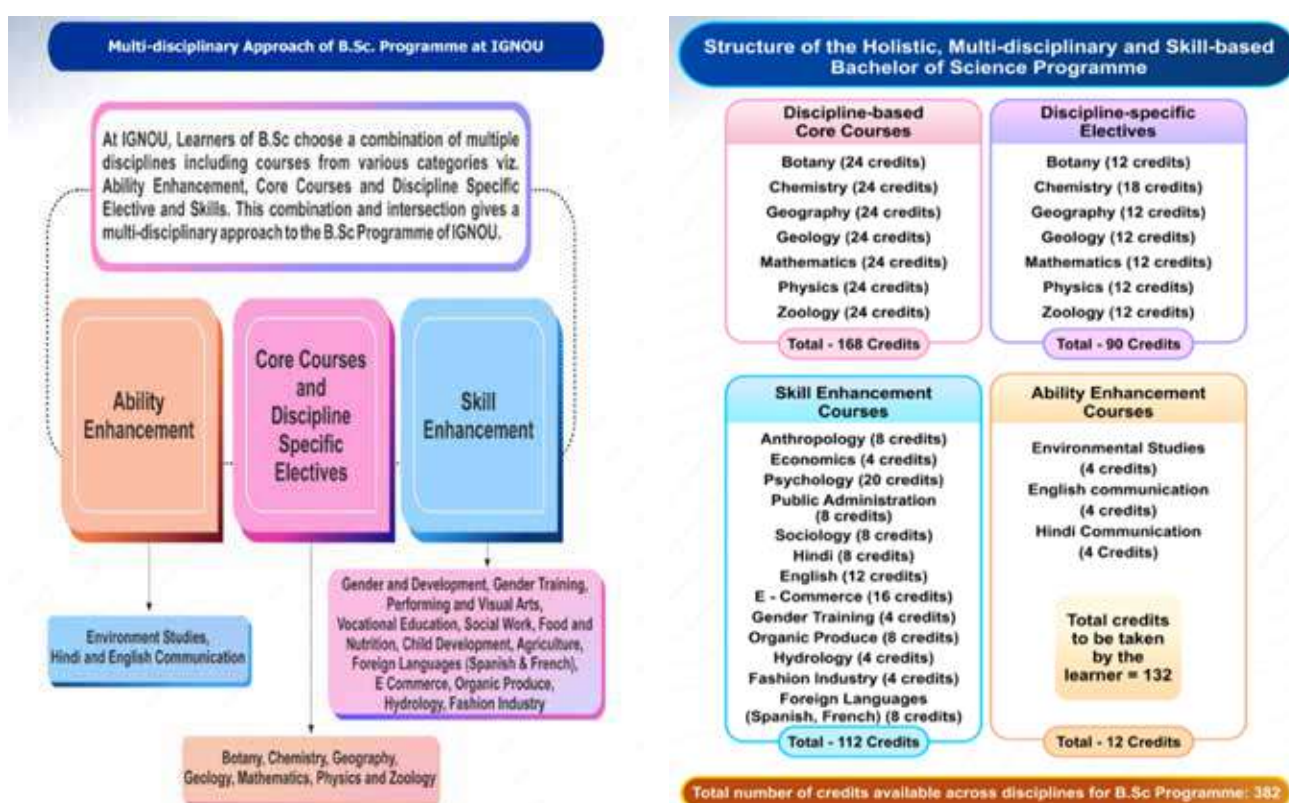 Multi-disciplinary Approach of B.Sc. Programme at IGNOU
At IGNOU, Learners of B.Sc choose a combination of multiple
disciplines including courses from various categories viz.
Ability Enhancement, Core Courses and Discipline Specific
Elective and Skills. This combination and intersection gives a
multi-disciplinary approach to the B.Sc Programme of IGNOU.
Ability
Enhancement
Core Courses
and
Discipline
Specific
Electives
Skill
Enhancement
Environment Studies,
Hindi and English Communication
Gender and Development, Gender Training,
Performing and Visual Arts,
Vocational Education, Social Work, Food and
Nutrition, Child Development, Agriculture,
Foreign Languages (Spanish & French),
E Commerce, Organic Produce,
Hydrology, Fashion Industry
Botany, Chemistry, Geography,
Geology, Mathematics, Physics and Zoology
Structure of the Holistic, Multi-disciplinary and Skill-based
Bachelor of Science Programme
Discipline-based
Core Courses
Botany (24 credits)
Chemistry (24 credits)
Geography (24 credits)
Geology (24 credits)
Mathematics (24 credits)
Physics (24 credits)
Zoology (24 credits)
Total - 168 Credits
Discipline-specific
Electives
Botany (12 credits)
Chemistry (18 credits)
Geography (12 credits)
Geology (12 credits)
Mathematics (12 credits)
Physics (12 credits)
Zoology (12 credits)
Total - 90 Credits
Skill Enhancement
Courses
Anthropology (8 credits)
Economics (4 credits)
Psychology (20 credits)
Public Administration
(8 credits)
Sociology (8 credits)
Hindi (8 credits)
English (12 credits)
E - Commerce (16 credits)
Gender Training (4 credits)
Organic Produce (8 credits)
Hydrology (4 credits)
Fashion Industry (4 credits)
Foreign Languages
(Spanish, French) (8 credits)
Total - 112 Credits
Ability Enhancement
Courses
Environmental Studies
(4 credits)
English communication
(4 credits)
Hindi Communication
(4 Credits)
Total credits
to be taken
by the
learner = 132
Total - 12 Credits
Total number of credits available across disciplines for B.Sc Programme: 382